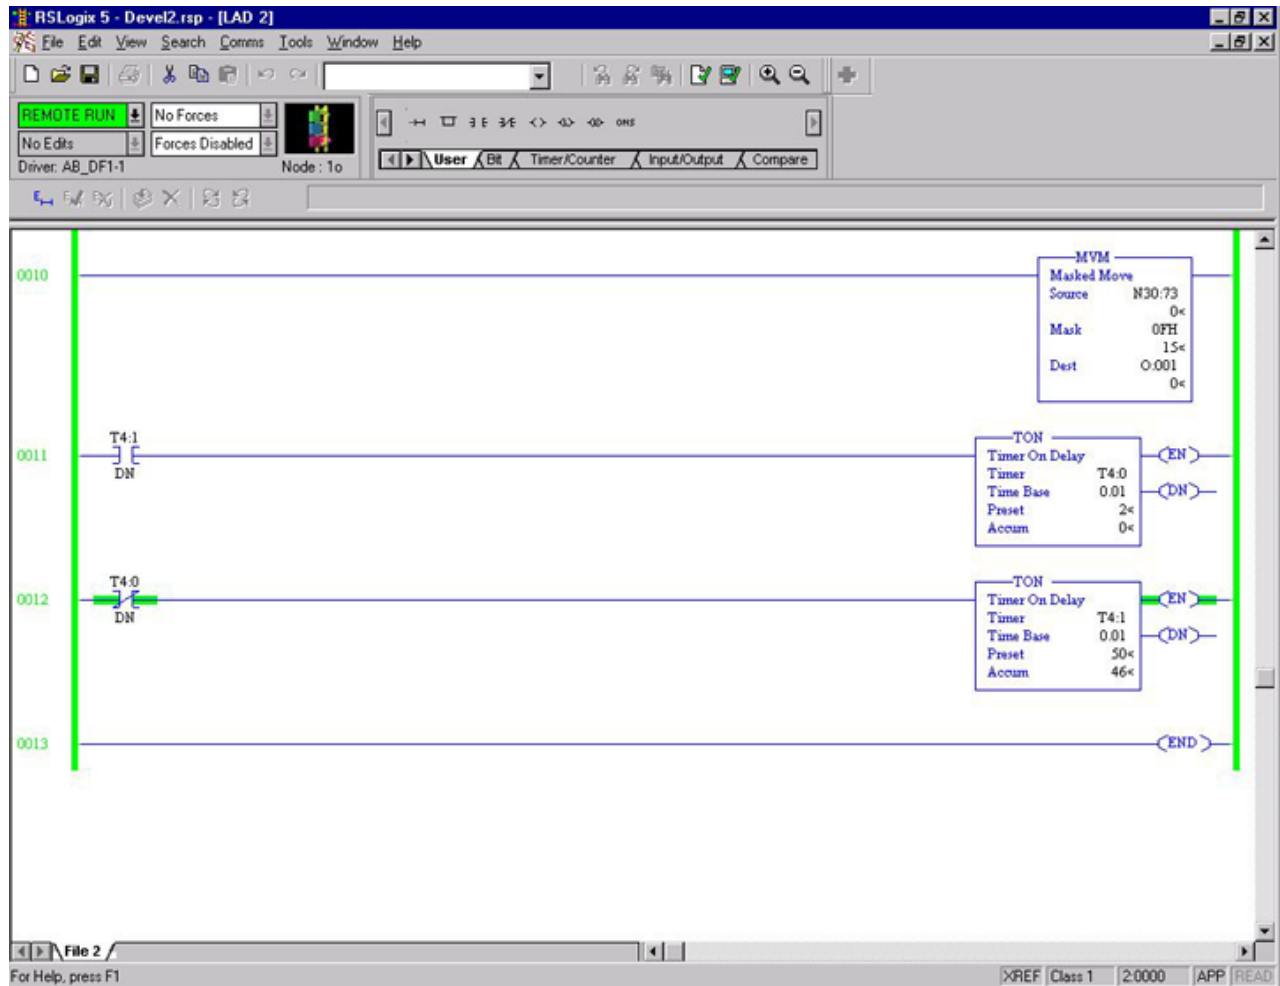 RSLogix 5 - Devel2.rsp - [LAD 2]
File Edit View Search Comms Tools Window Help
REMOTE RUN No Forces
No Edits Forces Disabled
Driver: AB_DF1-1 Node : 1o
User Bit Timer/Counter Input/Output Compare
0010
MVM
Masked Move
Source N30:73
0<
Mask 0FH
15<
Dest O:001
0<
0011
T4:1
DN
TON
Timer On Delay
Timer T4:0
Time Base 0.01
Preset 2<
Accum 0<
EN
DN
0012
T4:0
DN
TON
Timer On Delay
Timer T4:1
Time Base 0.01
Preset 50<
Accum 46<
EN
DN
0013
END
File 2
For Help, press F1
XREF Class 1 2:0000 APP READ